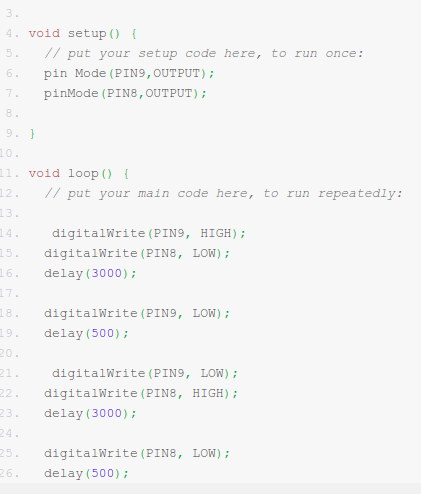 3.
4. void setup() {
5.   // put your setup code here, to run once:
6.   pin Mode(PIN9,OUTPUT);
7.   pinMode(PIN8,OUTPUT);
8.
9. }
10.
11. void loop() {
12.   // put your main code here, to run repeatedly:
13.
14.    digitalWrite(PIN9, HIGH);
15.   digitalWrite(PIN8, LOW);
16.   delay(3000);
17.
18.   digitalWrite(PIN9, LOW);
19.   delay(500);
20.
21.    digitalWrite(PIN9, LOW);
22.   digitalWrite(PIN8, HIGH);
23.   delay(3000);
24.
25.   digitalWrite(PIN8, LOW);
26.   delay(500);